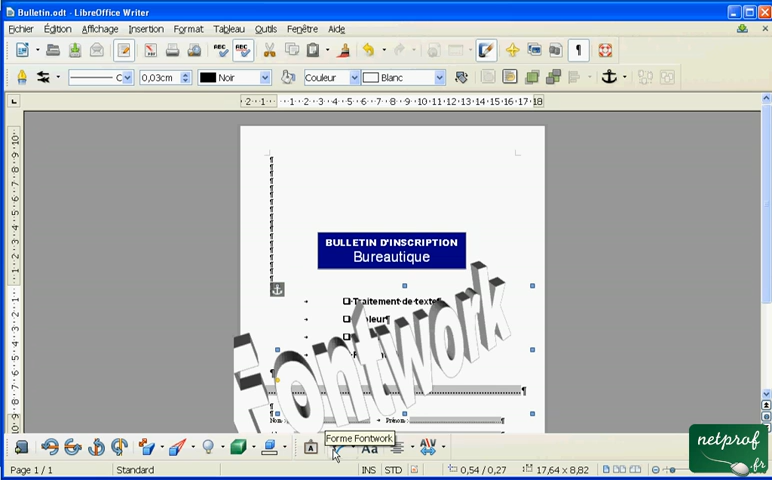 Bulletin.odt - LibreOffice Writer
Fichier Édition Affichage Insertion Format Tableau Outils Fenêtre Aide
0,03cm Noir Couleur Blanc
BULLETIN D'INSCRIPTION
Bureautique
Traitement de texte
Fontwork
Nom : Prénom :
Forme Fontwork
Page 1 / 1 Standard INS STD 0,54 / 0,27 17,64 x 8,82
netprof
.fr